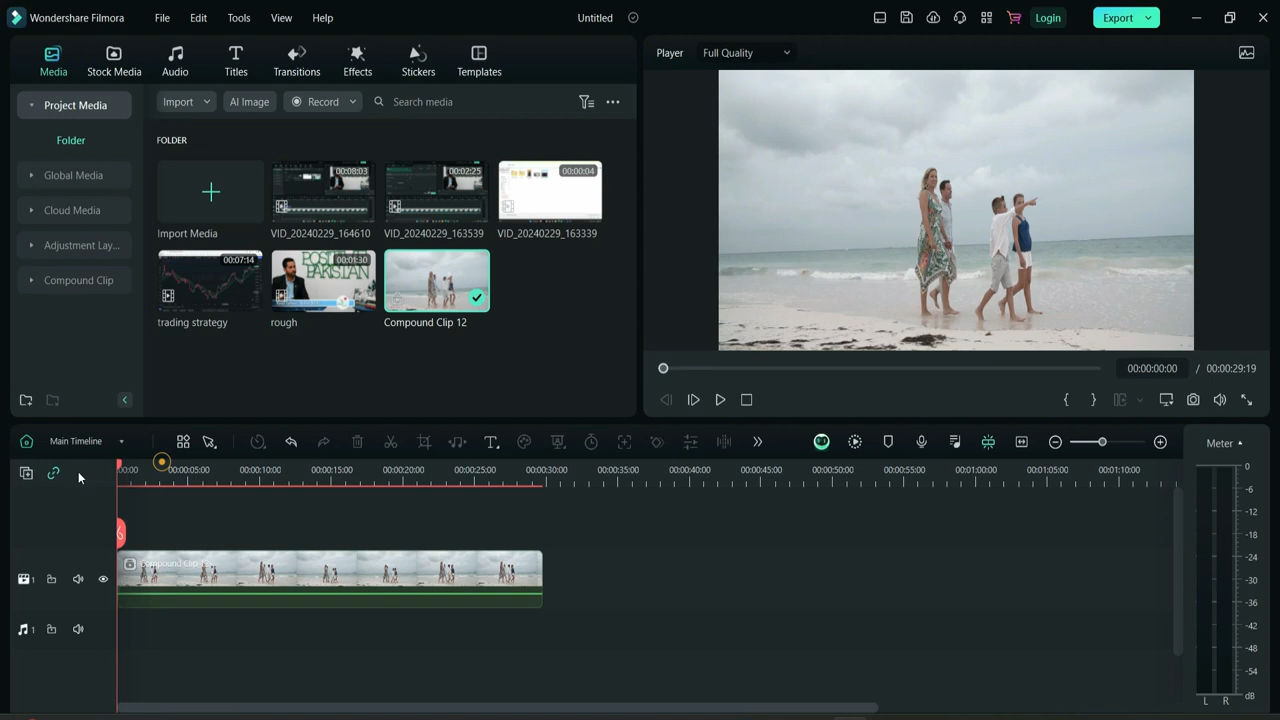 Wondershare Filmora File Edit Tools View Help Untitled Login Export
Media Stock Media Audio Titles Transitions Effects Stickers Templates
Player Full Quality
Project Media
Folder
Global Media
Cloud Media
Adjustment Lay...
Compound Clip
Import AI Image Record Search media
FOLDER
Import Media
00:08:03
VID_20240229_164610
00:02:25
VID_20240229_163539
00:00:04
VID_20240229_163339
00:07:14
trading strategy
00:01:30
rough
Compound Clip 12
00:00:00:00 / 00:00:29:19
Main Timeline
Meter
00:00 00:00:05:00 00:00:10:00 00:00:15:00 00:00:20:00 00:00:25:00 00:00:30:00 00:00:35:00 00:00:40:00 00:00:45:00 00:00:50:00 00:00:55:00 00:01:00:00 00:01:05:00 00:01:10:00
Compound Clip 12
1
1
0
-6
-12
-18
-24
-30
-36
-42
-48
-54
dB
L R